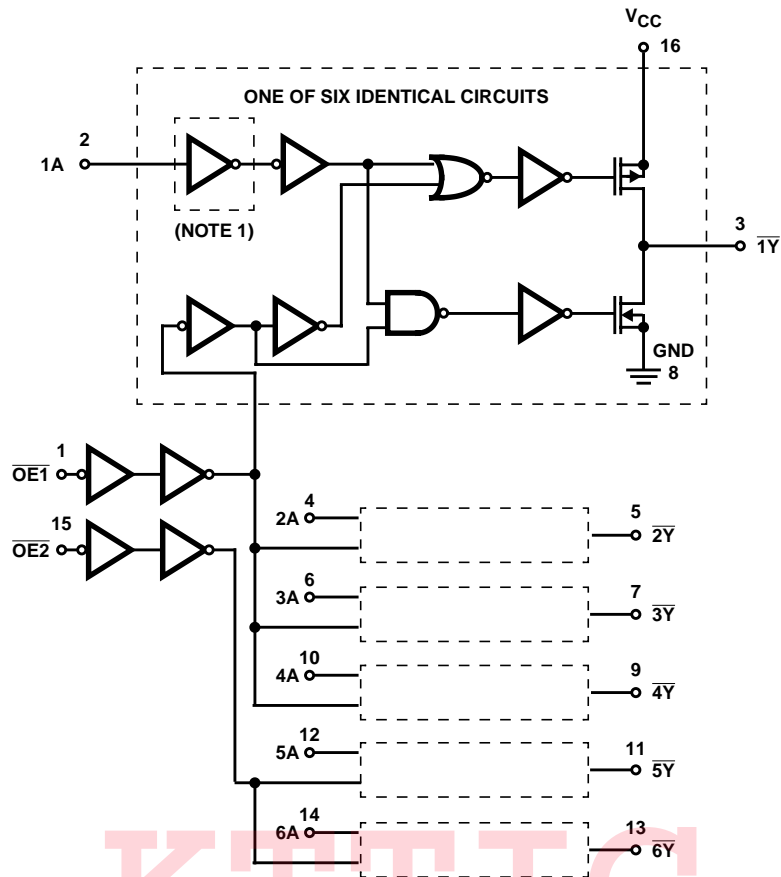 VCC
16
ONE OF SIX IDENTICAL CIRCUITS
2
1A
(NOTE 1)
3
1Y
GND
8
1
OE1
15
OE2
4
2A
5
2Y
6
3A
7
3Y
10
4A
9
4Y
12
5A
11
5Y
14
6A
13
6Y